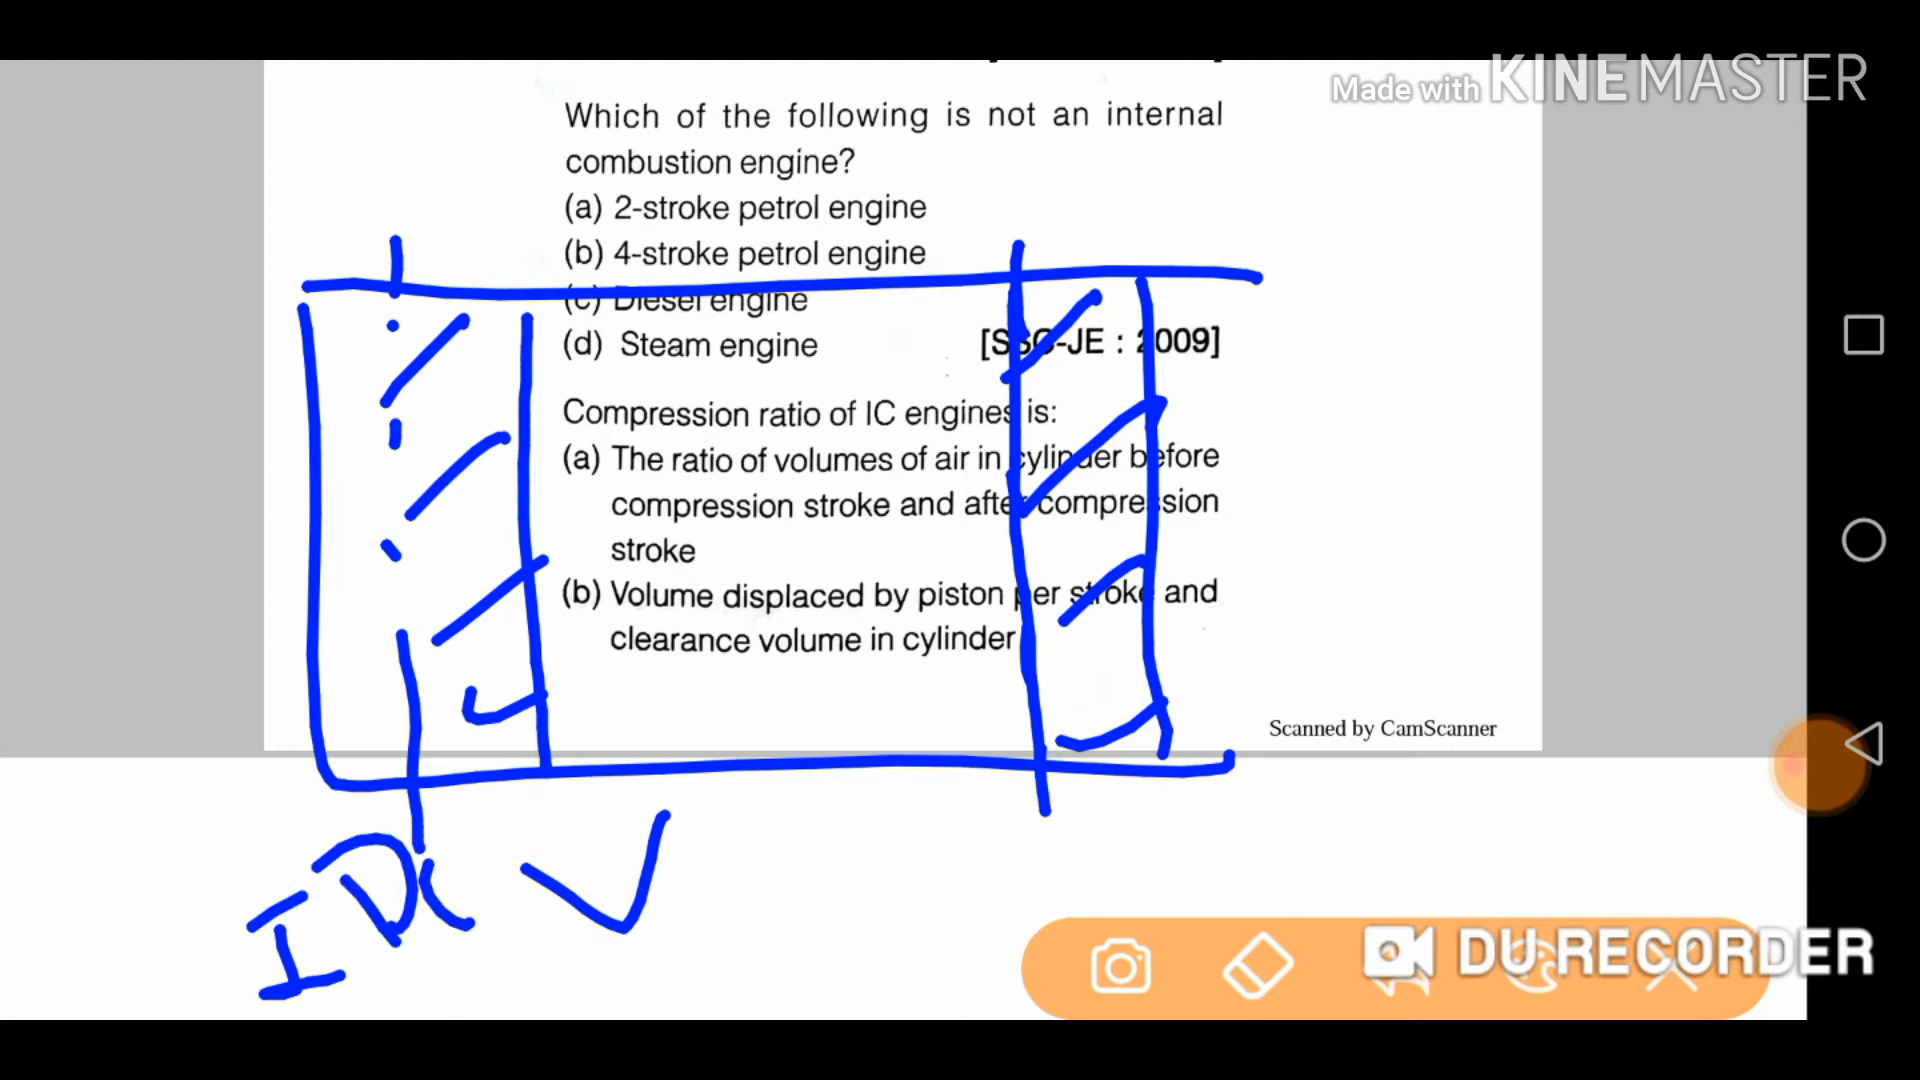 Made with KINEMASTER
Which of the following is not an internal
combustion engine?
(a) 2-stroke petrol engine
(b) 4-stroke petrol engine
(c) Diesel engine
(d) Steam engine [SSC-JE : 2009]
Compression ratio of IC engines is:
(a) The ratio of volumes of air in cylinder before
compression stroke and after compression
stroke
(b) Volume displaced by piston per stroke and
clearance volume in cylinder
Scanned by CamScanner
IDC
DU RECORDER